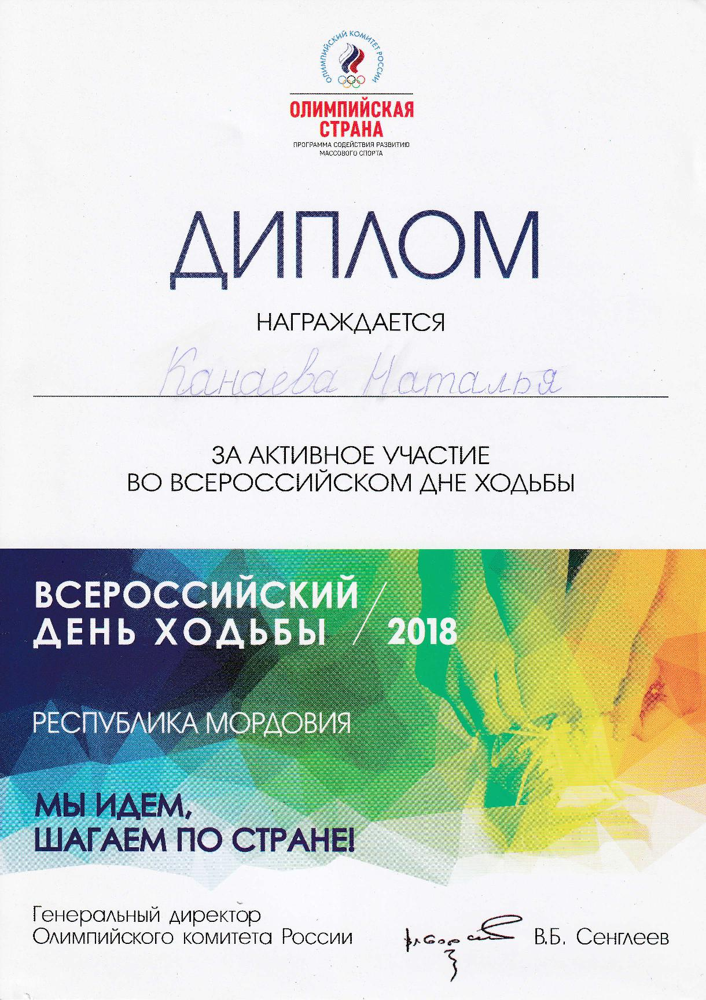 ОЛИМПИЙСКИЙ КОМИТЕТ РОССИИ
ОЛИМПИЙСКАЯ
СТРАНА
ПРОГРАММА СОДЕЙСТВИЯ РАЗВИТИЮ
МАССОВОГО СПОРТА
ДИПЛОМ
НАГРАЖДАЕТСЯ
Канаева Наталья
ЗА АКТИВНОЕ УЧАСТИЕ
ВО ВСЕРОССИЙСКОМ ДНЕ ХОДЬБЫ
ВСЕРОССИЙСКИЙ
ДЕНЬ ХОДЬБЫ / 2018
РЕСПУБЛИКА МОРДОВИЯ
МЫ ИДЕМ,
ШАГАЕМ ПО СТРАНЕ!
Генеральный директор
Олимпийского комитета России В.Б. Сенглеев